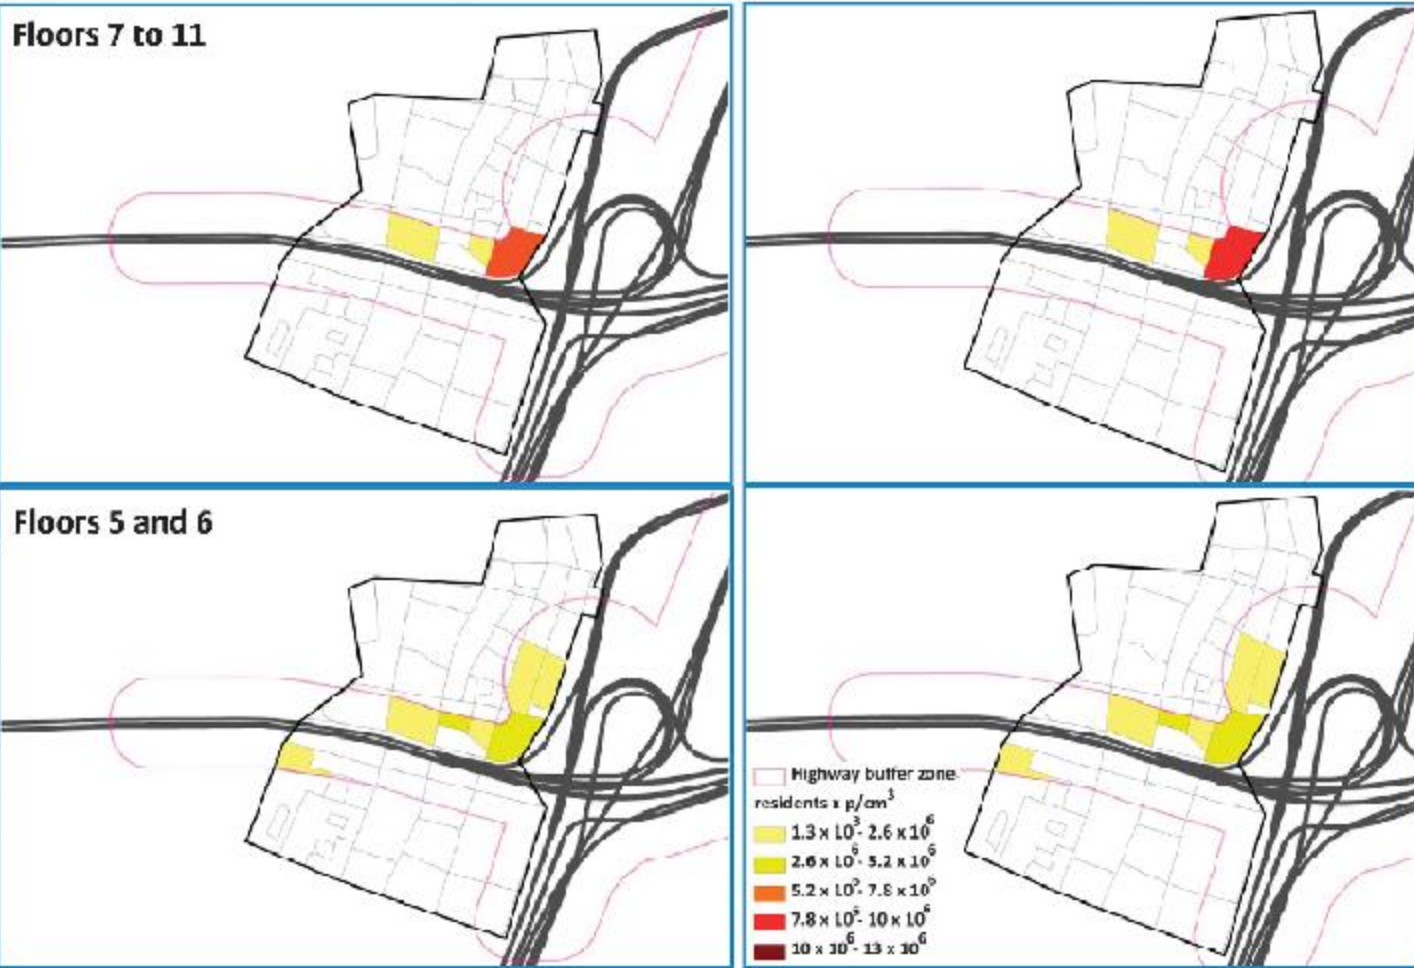 Floors 7 to 11
Floors 5 and 6
Highway buffer zone
residents x p/cm³
1.3 x 10³- 2.6 x 10⁶
2.6 x 10⁶- 5.2 x 10⁶
5.2 x 10⁶- 7.8 x 10⁶
7.8 x 10⁶- 10 x 10⁶
10 x 10⁶- 13 x 10⁶